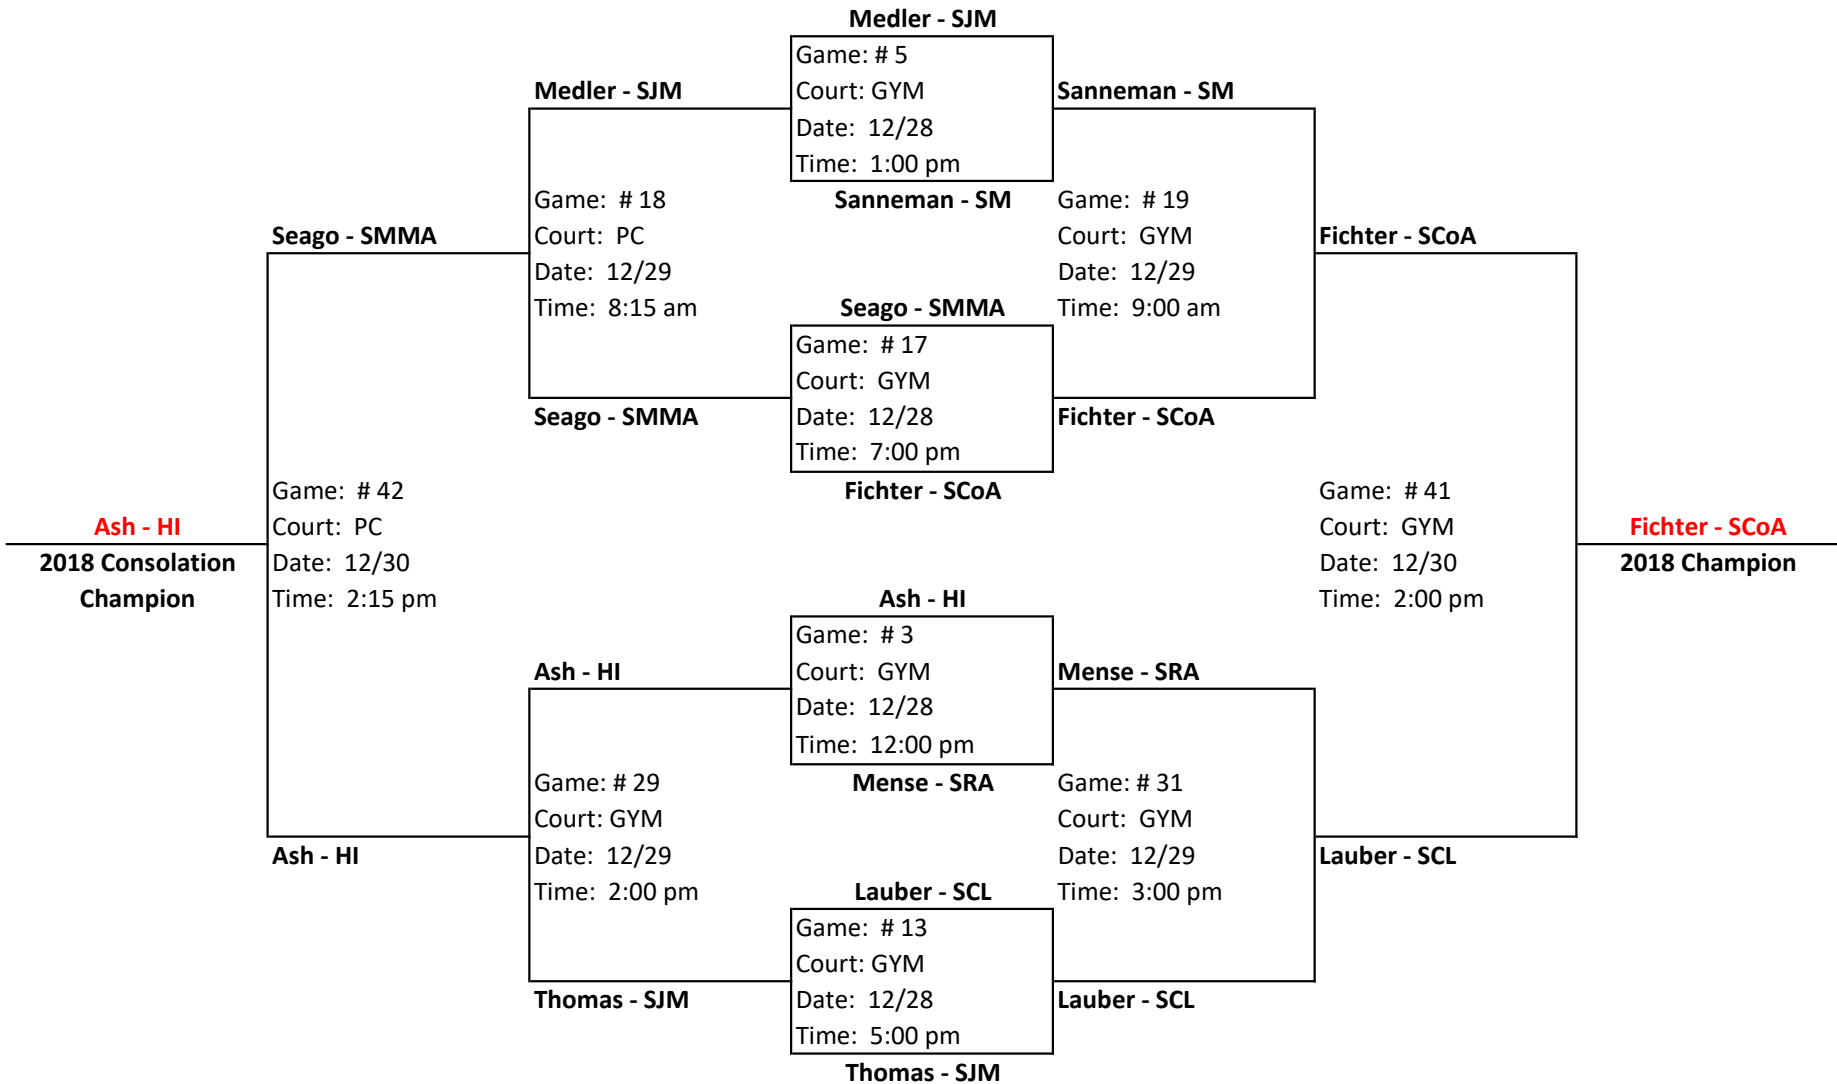 Medler - SJM
Game: # 5
Court: GYM
Date: 12/28
Time: 1:00 pm
Sanneman - SM
Medler - SJM
Sanneman - SM
Game: # 18
Court: PC
Date: 12/29
Time: 8:15 am
Game: # 19
Court: GYM
Date: 12/29
Time: 9:00 am
Seago - SMMA
Fichter - SCoA
Seago - SMMA
Game: # 17
Court: GYM
Date: 12/28
Time: 7:00 pm
Fichter - SCoA
Seago - SMMA
Fichter - SCoA
Game: # 42
Court: PC
Date: 12/30
Time: 2:15 pm
Game: # 41
Court: GYM
Date: 12/30
Time: 2:00 pm
Ash - HI
2018 Consolation
Champion
Fichter - SCoA
2018 Champion
Ash - HI
Game: # 3
Court: GYM
Date: 12/28
Time: 12:00 pm
Mense - SRA
Ash - HI
Mense - SRA
Game: # 29
Court: GYM
Date: 12/29
Time: 2:00 pm
Game: # 31
Court: GYM
Date: 12/29
Time: 3:00 pm
Ash - HI
Lauber - SCL
Lauber - SCL
Game: # 13
Court: GYM
Date: 12/28
Time: 5:00 pm
Thomas - SJM
Thomas - SJM
Lauber - SCL